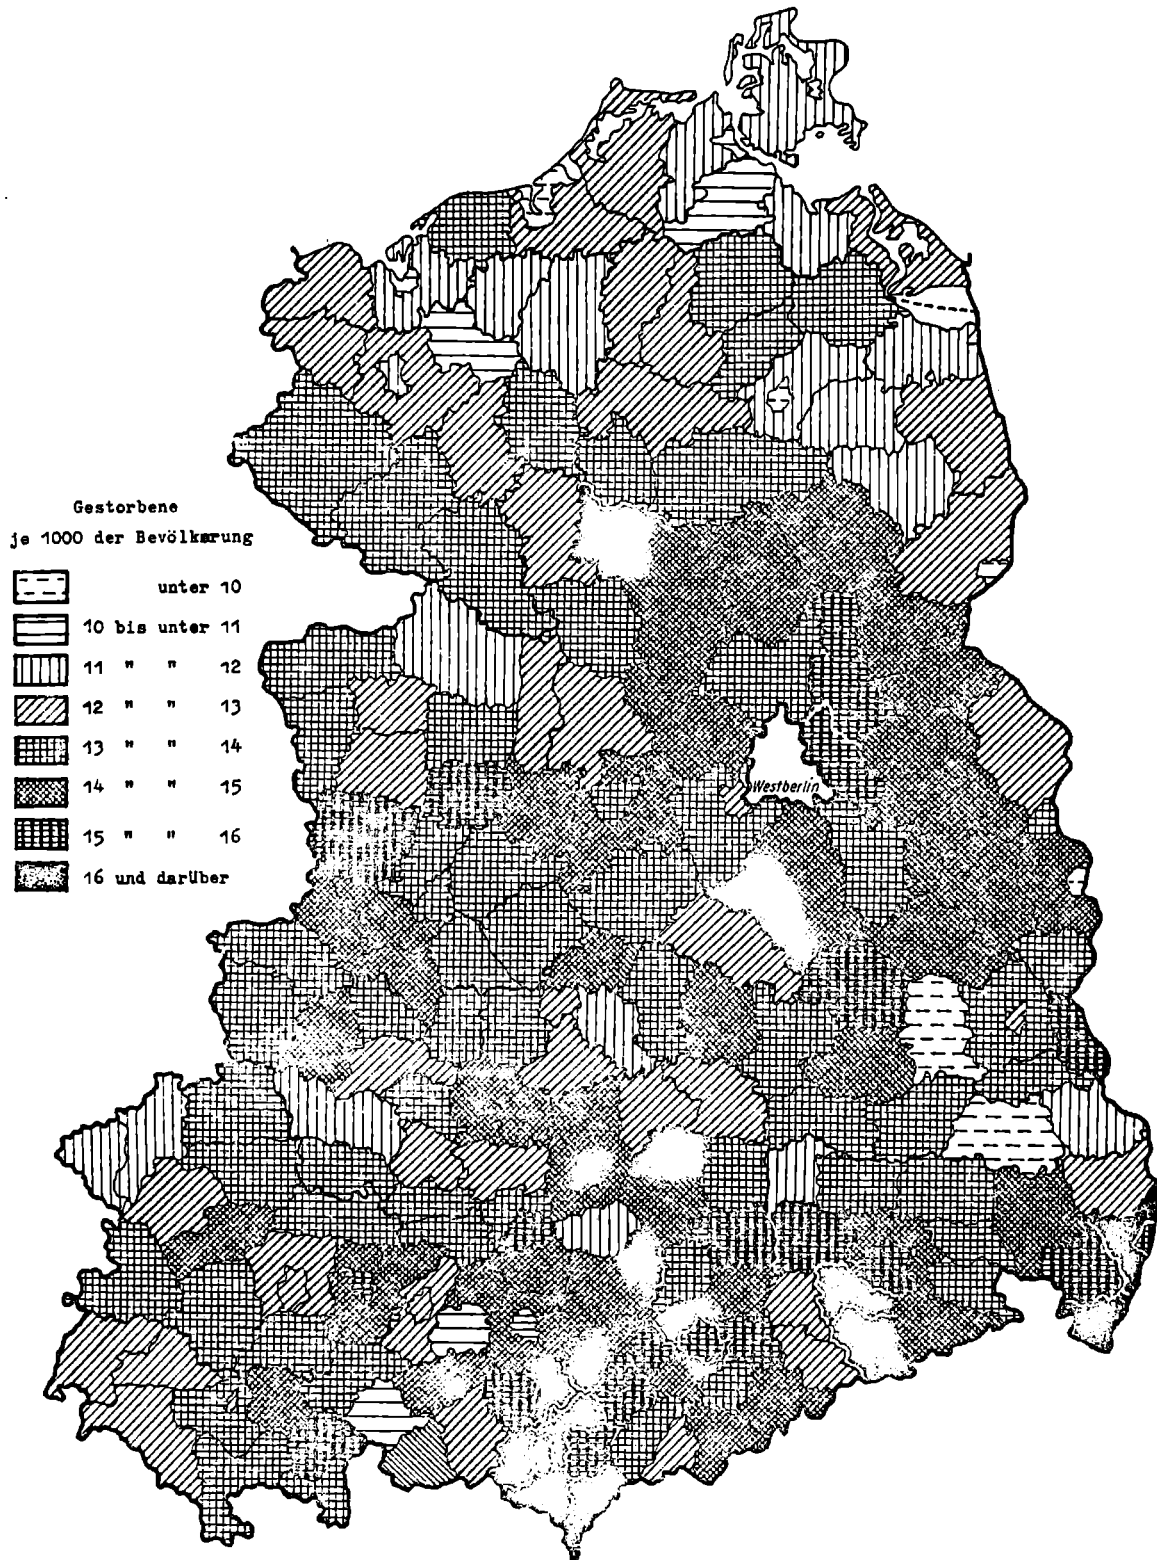 Gestorbene
je 1000 der Bevölkerung
unter 10
10 bis unter 11
11 " " 12
12 " " 13
13 " " 14
14 " " 15
15 " " 16
16 und darüber
Westberlin